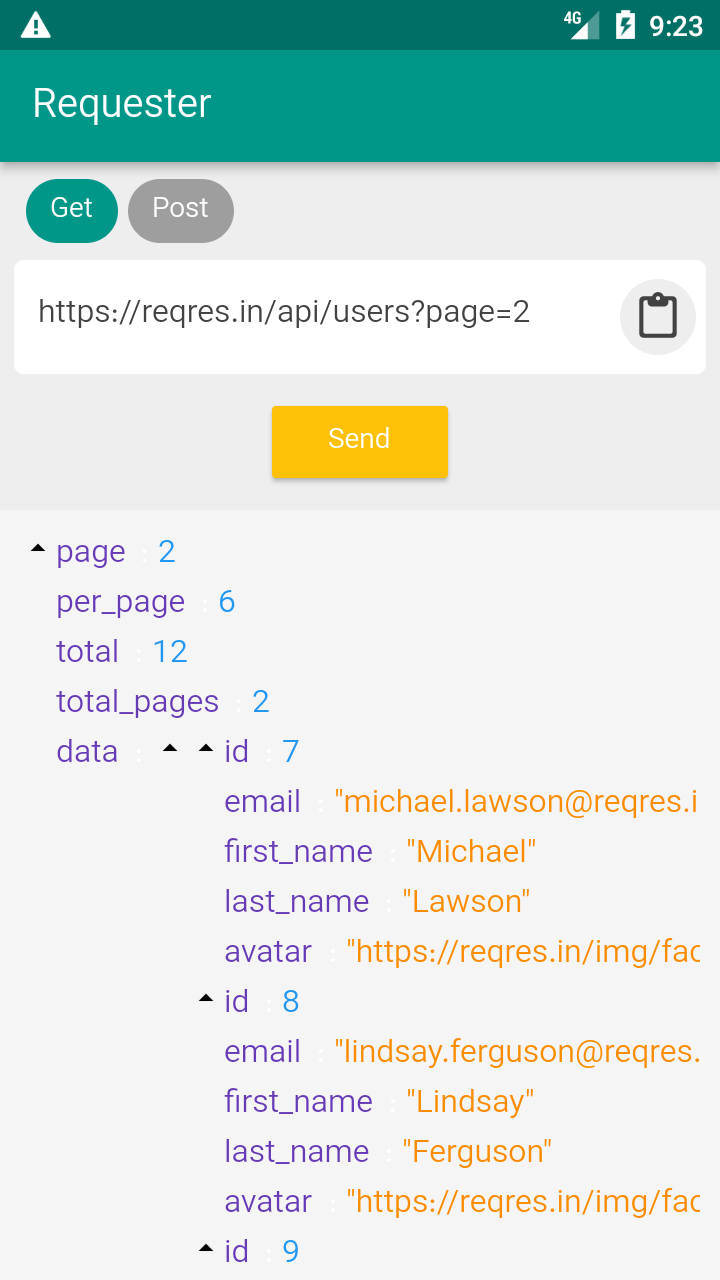 4G 9:23
Requester
Get Post
https://reqres.in/api/users?page=2
Send
page : 2
per_page : 6
total : 12
total_pages : 2
data : id : 7
email : "michael.lawson@reqres.i
first_name : "Michael"
last_name : "Lawson"
avatar : "https://reqres.in/img/fac
id : 8
email : "lindsay.ferguson@reqres.
first_name : "Lindsay"
last_name : "Ferguson"
avatar : "https://reqres.in/img/fac
id : 9